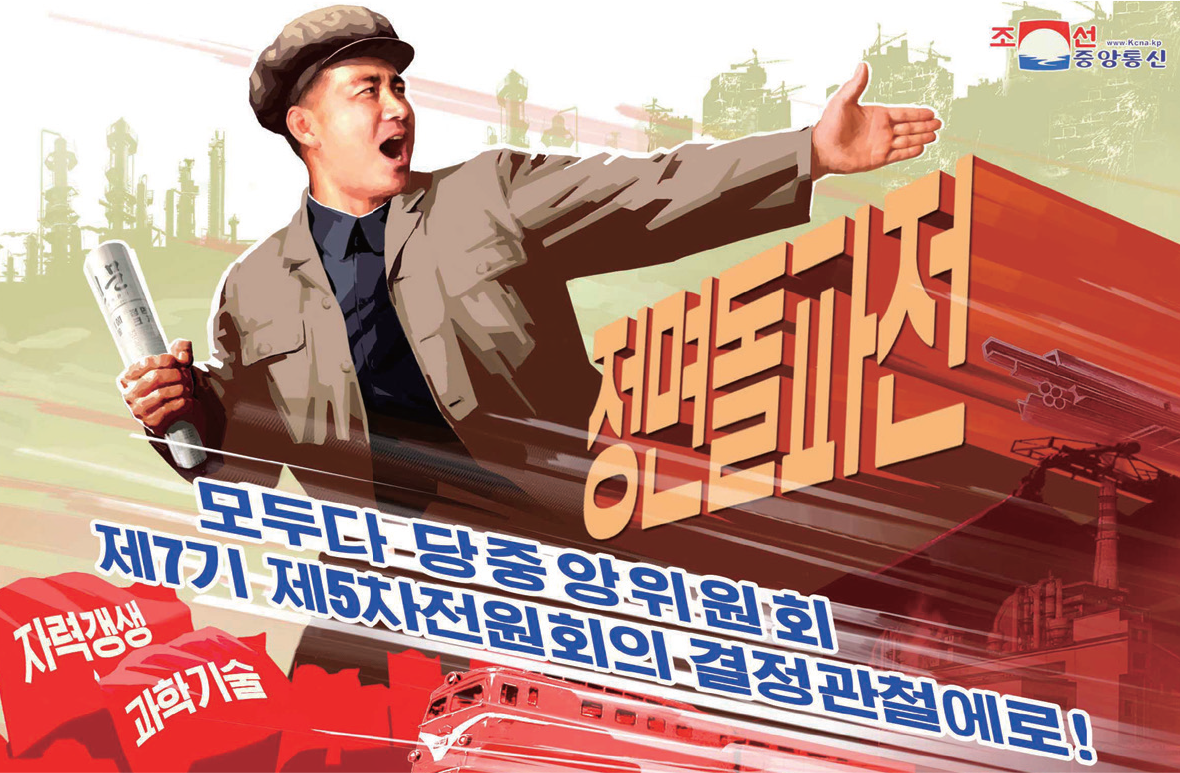 조선
www.kcna.kp
중앙통신
정면돌파전
모두다 당중앙위원회
제7기 제5차전원회의 결정관철에로!
자력갱생
과학기술